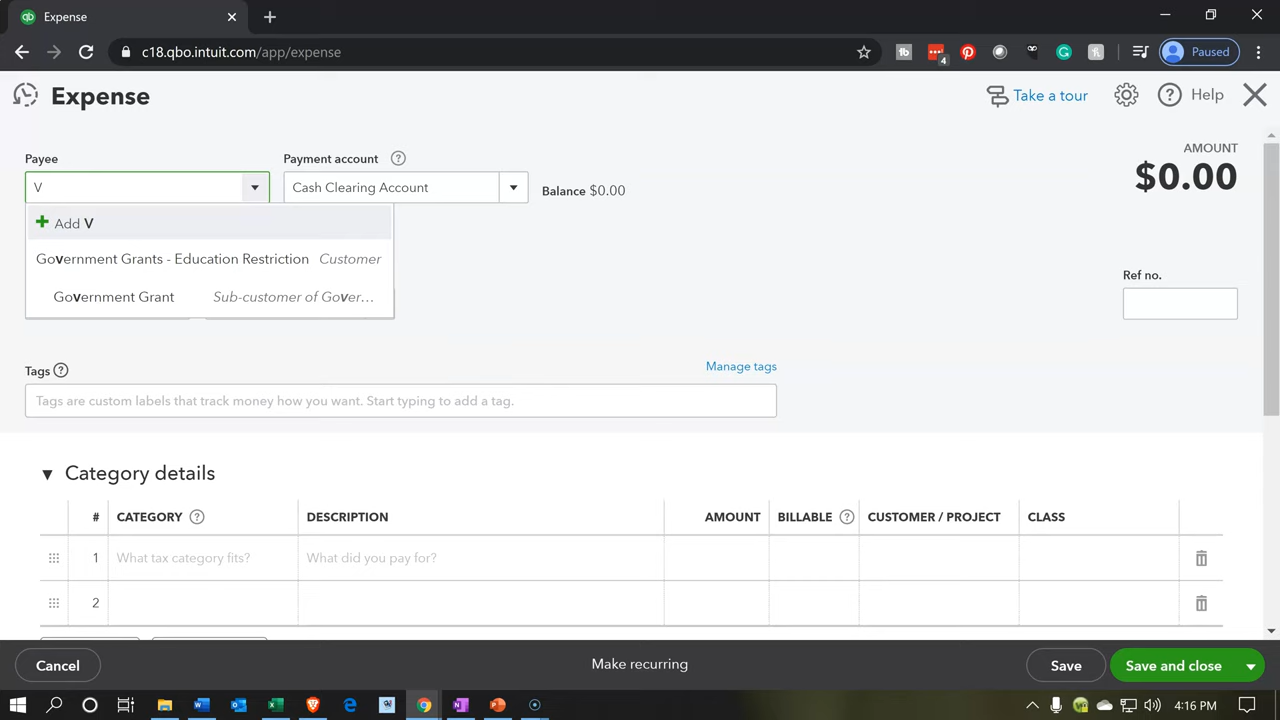 qb Expense
c18.qbo.intuit.com/app/expense
tb
4
Paused
Expense
Take a tour
? Help
Payee
Payment account ?
AMOUNT
$0.00
V
Cash Clearing Account
Balance $0.00
+ Add V
Government Grants - Education Restriction Customer
Government Grant Sub-customer of Gover...
Ref no.
Tags ?
Manage tags
Tags are custom labels that track money how you want. Start typing to add a tag.
Category details
# CATEGORY ? DESCRIPTION AMOUNT BILLABLE ? CUSTOMER / PROJECT CLASS
1 What tax category fits? What did you pay for?
2
Cancel
Make recurring
Save
Save and close
4:16 PM